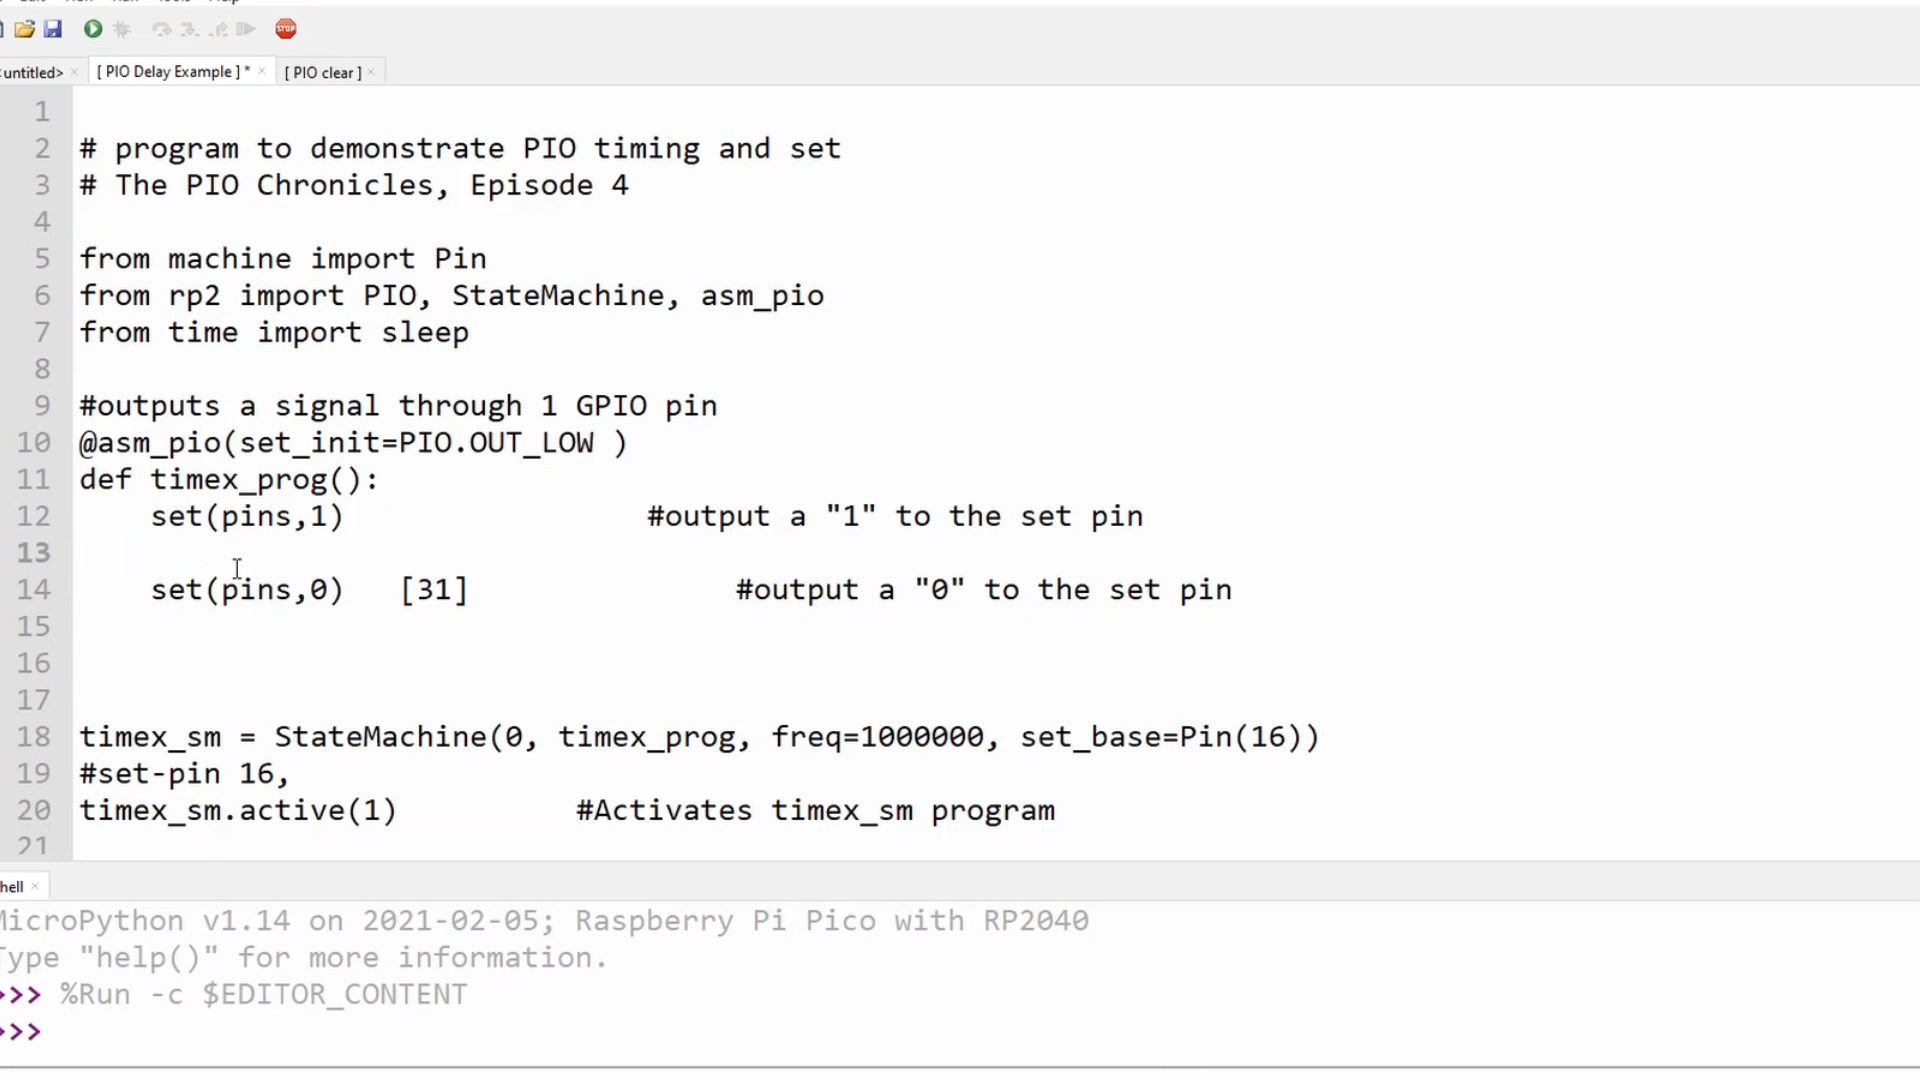 STOP
untitled> × [ PIO Delay Example ] * × [ PIO clear ] ×
1
2 # program to demonstrate PIO timing and set
3 # The PIO Chronicles, Episode 4
4
5 from machine import Pin
6 from rp2 import PIO, StateMachine, asm_pio
7 from time import sleep
8
9 #outputs a signal through 1 GPIO pin
10 @asm_pio(set_init=PIO.OUT_LOW )
11 def timex_prog():
12 set(pins,1) #output a "1" to the set pin
13
14 set(pins,0) [31] #output a "0" to the set pin
15
16
17
18 timex_sm = StateMachine(0, timex_prog, freq=1000000, set_base=Pin(16))
19 #set-pin 16,
20 timex_sm.active(1) #Activates timex_sm program
21
hell ×
MicroPython v1.14 on 2021-02-05; Raspberry Pi Pico with RP2040
Type "help()" for more information.
>>> %Run -c $EDITOR_CONTENT
>>>